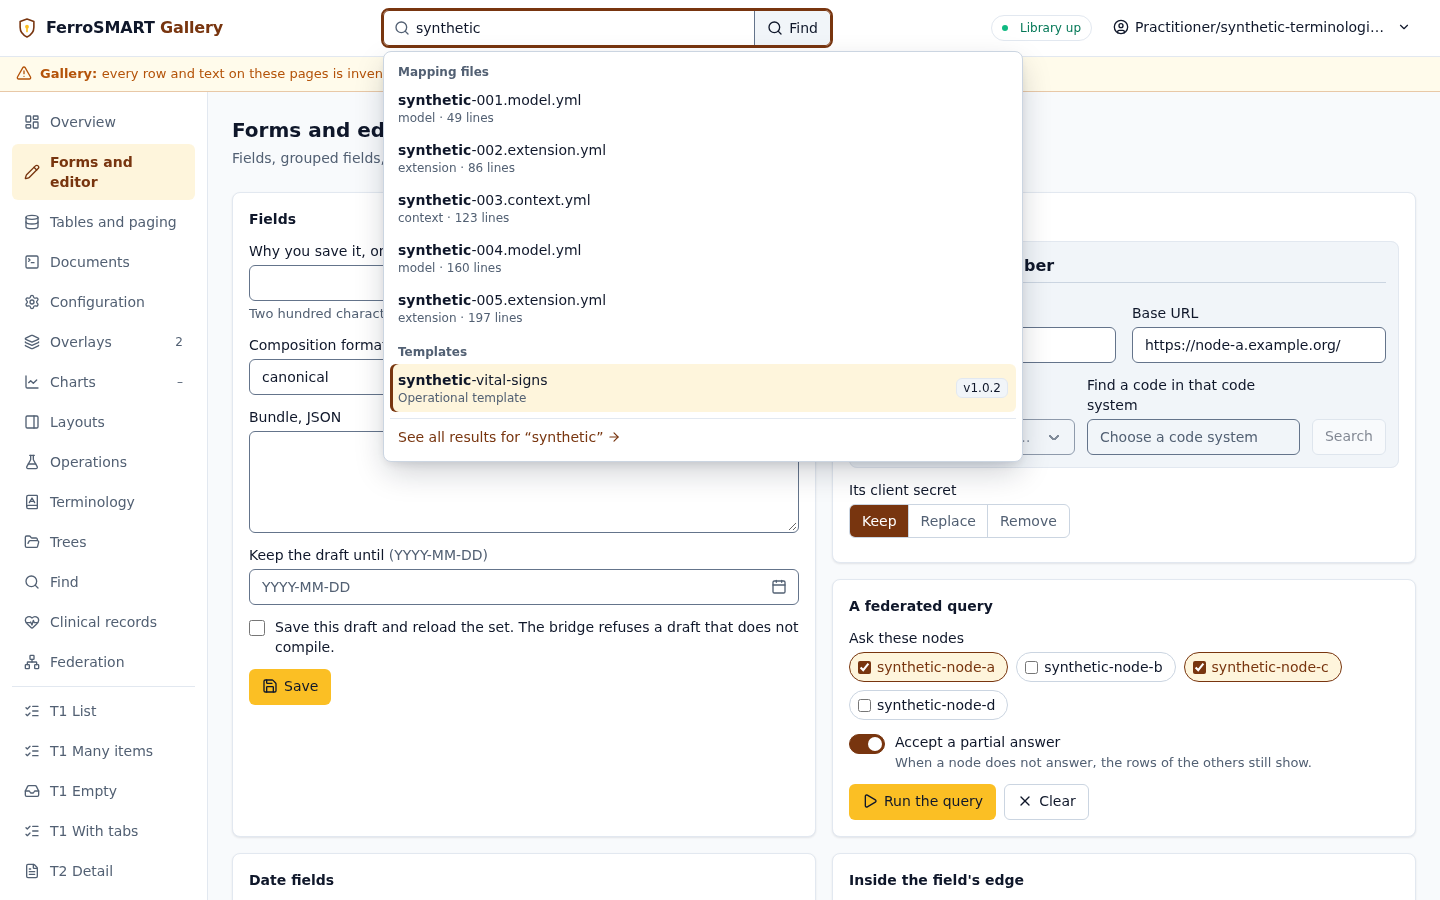 FerroSMART Gallery
synthetic
Find
Library up
Practitioner/synthetic-terminologi…
Gallery: every row and text on these pages is inven
Overview
Forms and
editor
Tables and paging
Documents
Configuration
Overlays
2
Charts
–
Layouts
Operations
Terminology
Trees
Find
Clinical records
Federation
T1 List
T1 Many items
T1 Empty
T1 With tabs
T2 Detail
Mapping files
synthetic-001.model.yml
model · 49 lines
synthetic-002.extension.yml
extension · 86 lines
synthetic-003.context.yml
context · 123 lines
synthetic-004.model.yml
model · 160 lines
synthetic-005.extension.yml
extension · 197 lines
Templates
synthetic-vital-signs
Operational template
v1.0.2
See all results for “synthetic” →
Forms and ed
Fields, grouped fields,
Fields
Why you save it, or
Two hundred charact
Composition forma
canonical
Bundle, JSON
Keep the draft until (YYYY-MM-DD)
YYYY-MM-DD
Save this draft and reload the set. The bridge refuses a draft that does not
compile.
Save
ber
Base URL
https://node-a.example.org/
Find a code in that code
system
Choose a code system
Search
Its client secret
Keep
Replace
Remove
A federated query
Ask these nodes
synthetic-node-a
synthetic-node-b
synthetic-node-c
synthetic-node-d
Accept a partial answer
When a node does not answer, the rows of the others still show.
Run the query
Clear
Date fields
Inside the field's edge